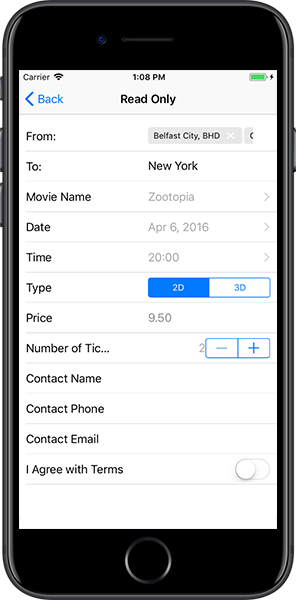 Carrier 1:08 PM
Back Read Only
From: Belfast City, BHD
To: New York
Movie Name Zootopia
Date Apr 6, 2016
Time 20:00
Type 2D 3D
Price 9.50
Number of Tic... 2
Contact Name
Contact Phone
Contact Email
I Agree with Terms